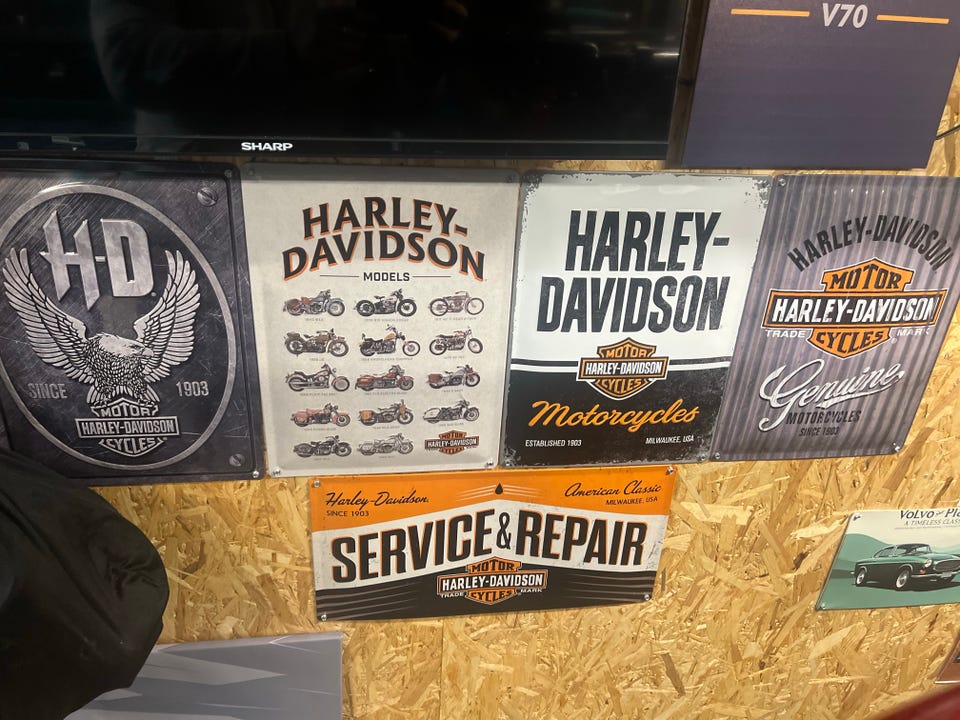 V70
SHARP
H-D
SINCE 1903
MOTOR
HARLEY-DAVIDSON
CYCLES
HARLEY-
DAVIDSON
MODELS
MOTOR
HARLEY-DAVIDSON
CYCLES
HARLEY-
DAVIDSON
MOTOR
HARLEY-DAVIDSON
CYCLES
Motorcycles
ESTABLISHED 1903 MILWAUKEE, USA
HARLEY-DAVIDSON
MOTOR
HARLEY-DAVIDSON
TRADE MARK
CYCLES
Genuine
MOTORCYCLES
SINCE 1903
Harley-Davidson.
SINCE 1903
American Classic
MILWAUKEE, USA
SERVICE & REPAIR
MOTOR
HARLEY-DAVIDSON
TRADE MARK
CYCLES
VOLVO
A TIMELESS